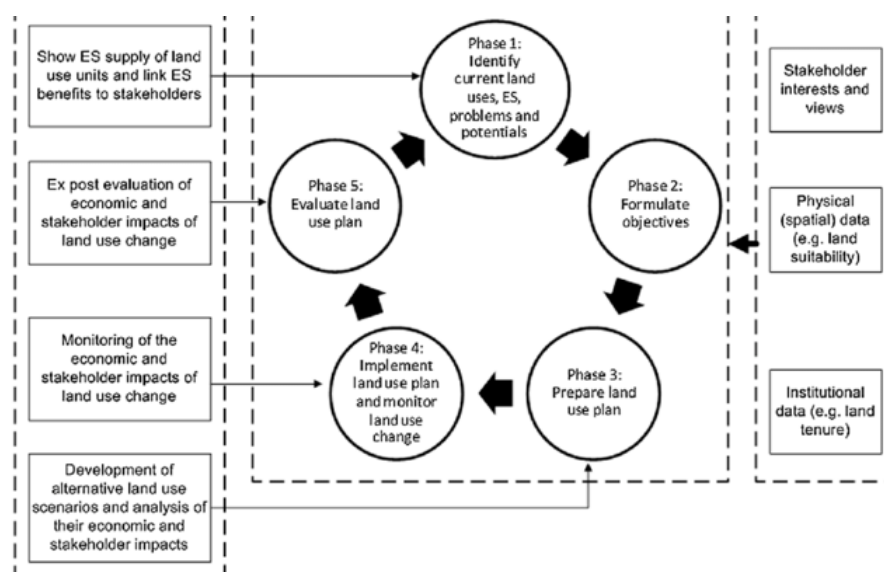 Show ES supply of land
use units and link ES
benefits to stakeholders
Ex post evaluation of
economic and
stakeholder impacts of
land use change
Monitoring of the
economic and
stakeholder impacts of
land use change
Development of
alternative land use
scenarios and analysis of
their economic and
stakeholder impacts
Phase 1:
Identify
current land
uses, ES,
problems and
potentials
Phase 2:
Formulate
objectives
Phase 3:
Prepare land
use plan
Phase 4:
Implement
land use plan
and monitor
land use
change
Phase 5:
Evaluate land
use plan
Stakeholder
interests and
views
Physical
(spatial) data
(e.g. land
suitability)
Institutional
data (e.g. land
tenure)